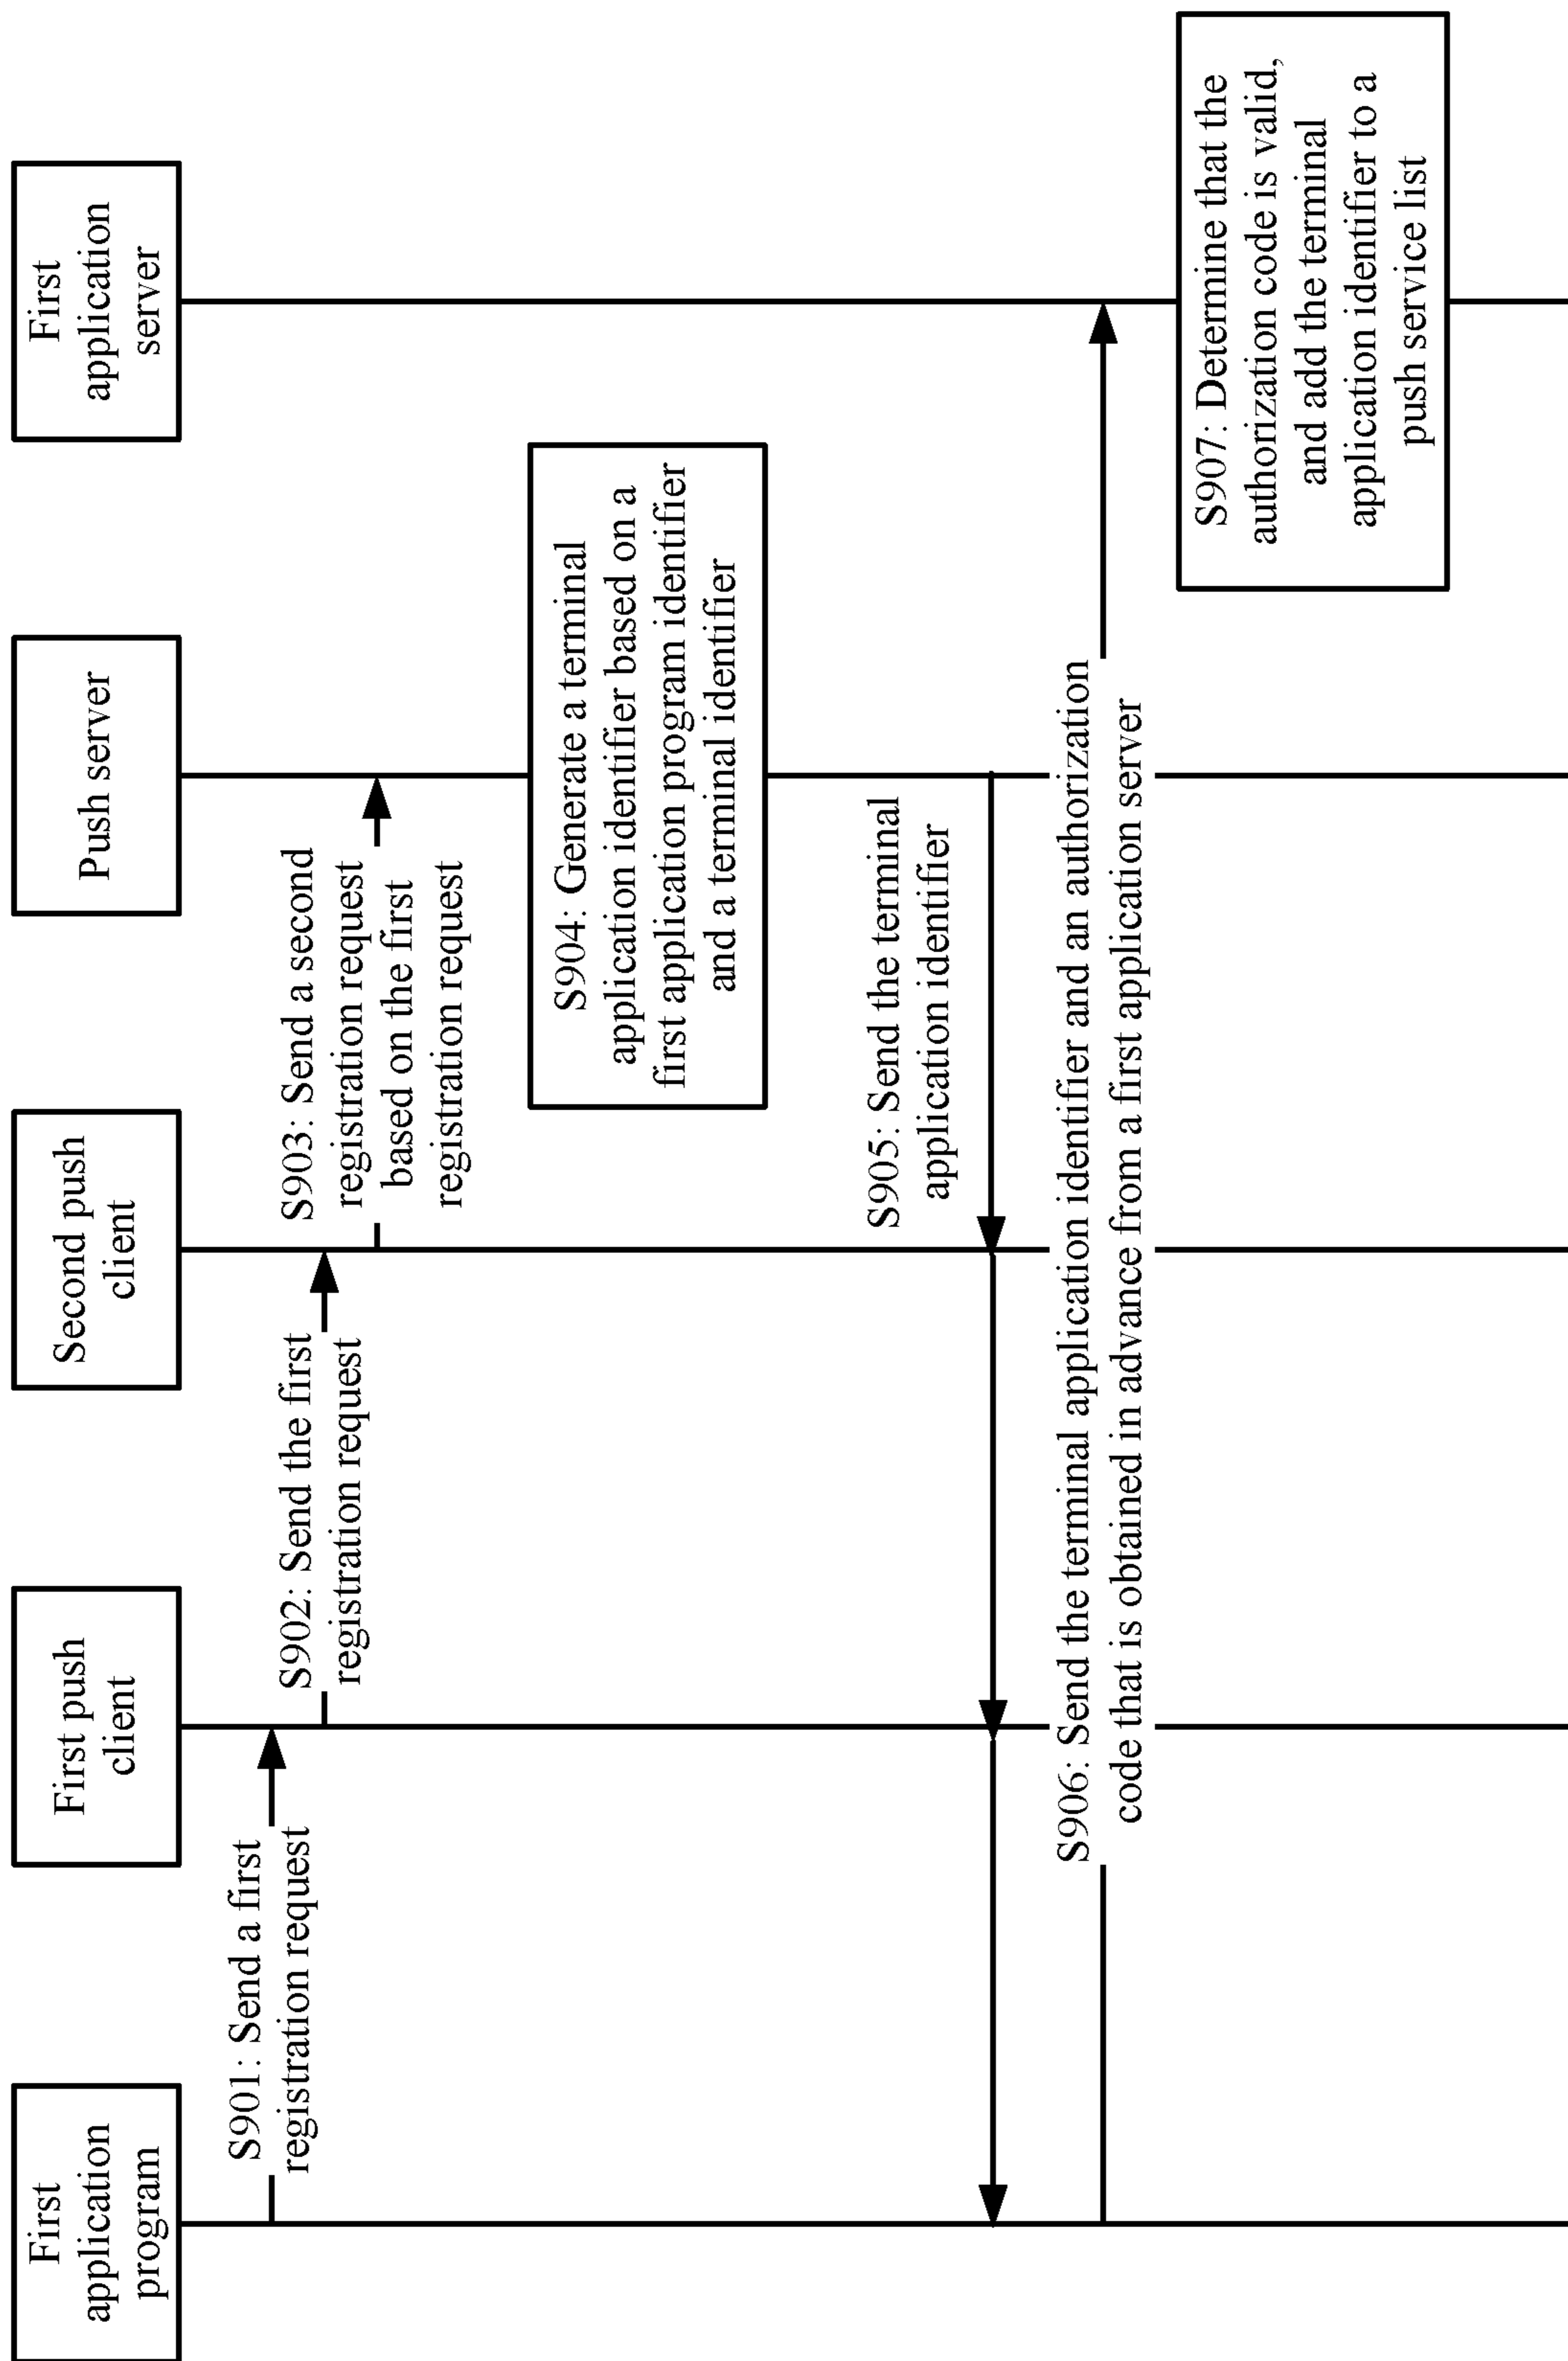 First
application
program
First push
client
Second push
client
Push server
First
application
server
S901: Send a first
registration request
S902: Send the first
registration request
S903: Send a second
registration request
based on the first
registration request
S904: Generate a terminal
application identifier based on a
first application program identifier
and a terminal identifier
S905: Send the terminal
application identifier
S906: Send the terminal application identifier and an authorization
code that is obtained in advance from a first application server
S907: Determine that the
authorization code is valid,
and add the terminal
application identifier to a
push service list